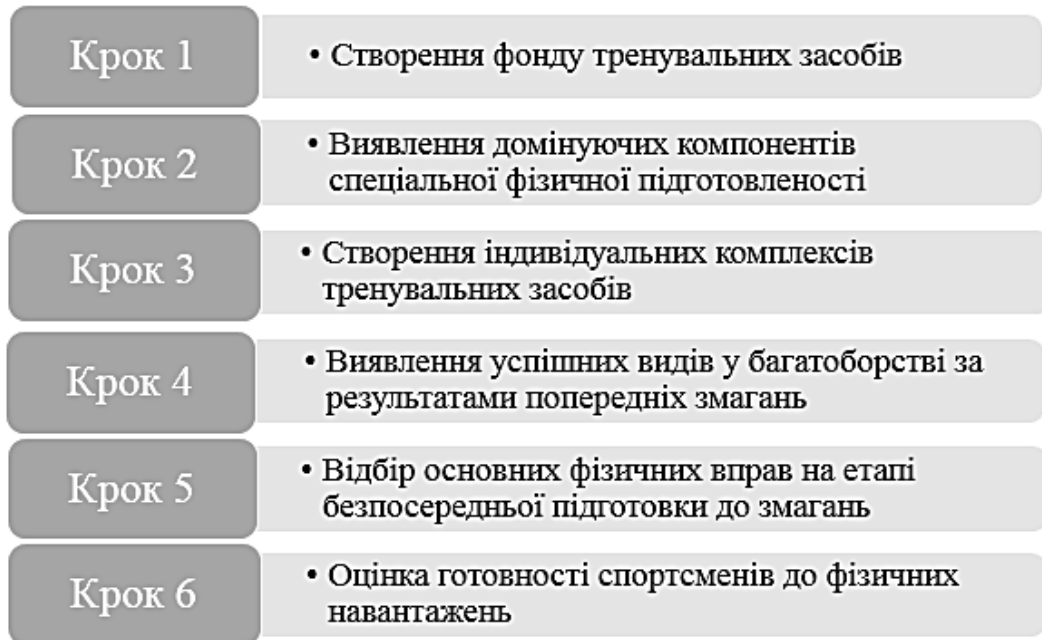 Крок 1
• Створення фонду тренувальних засобів
Крок 2
• Виявлення домінуючих компонентів
спеціальної фізичної підготовленості
Крок 3
• Створення індивідуальних комплексів
тренувальних засобів
Крок 4
• Виявлення успішних видів у багатоборстві за
результатами попередніх змагань
Крок 5
• Відбір основних фізичних вправ на етапі
безпосередньої підготовки до змагань
Крок 6
• Оцінка готовності спортсменів до фізичних
навантажень